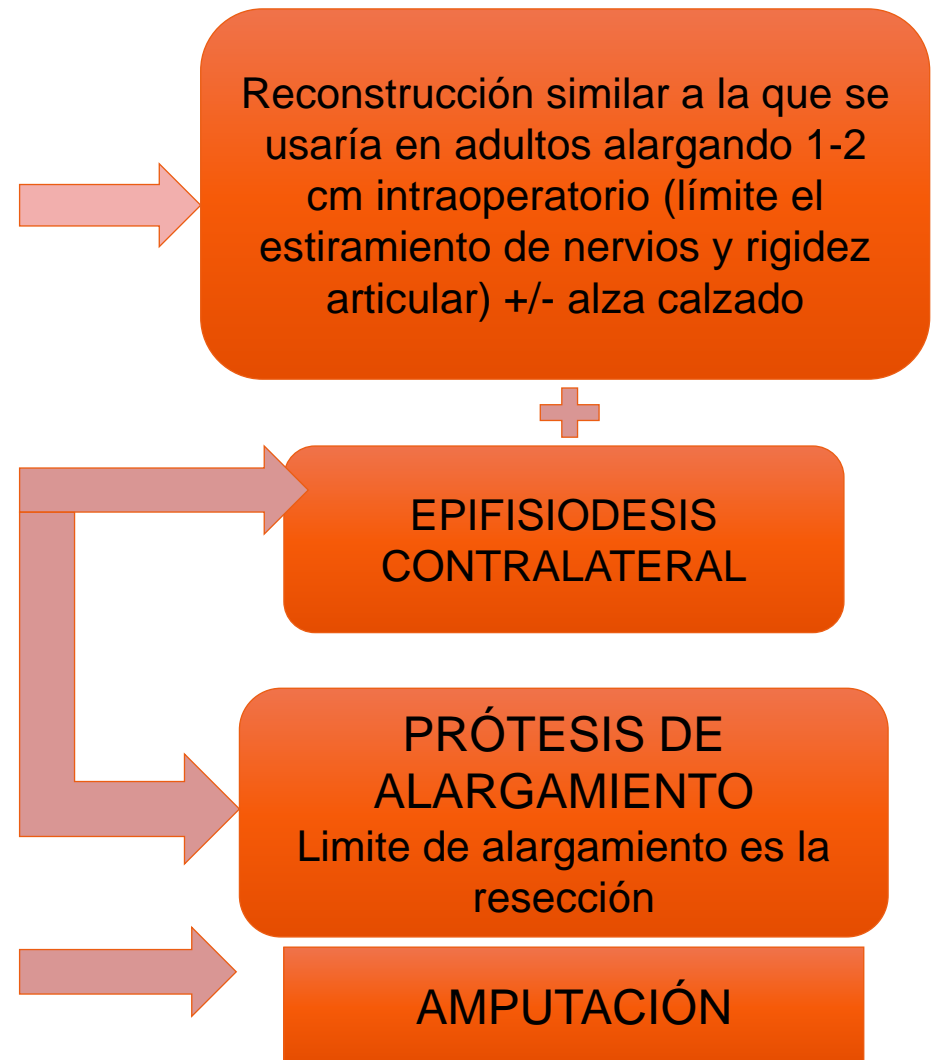 Reconstrucción similar a la que se
usaría en adultos alargando 1-2
cm intraoperatorio (límite el
estiramiento de nervios y rigidez
articular) +/- alza calzado
EPIFISIODESIS
CONTRALATERAL
PRÓTESIS DE
ALARGAMIENTO
Limite de alargamiento es la
resección
AMPUTACIÓN